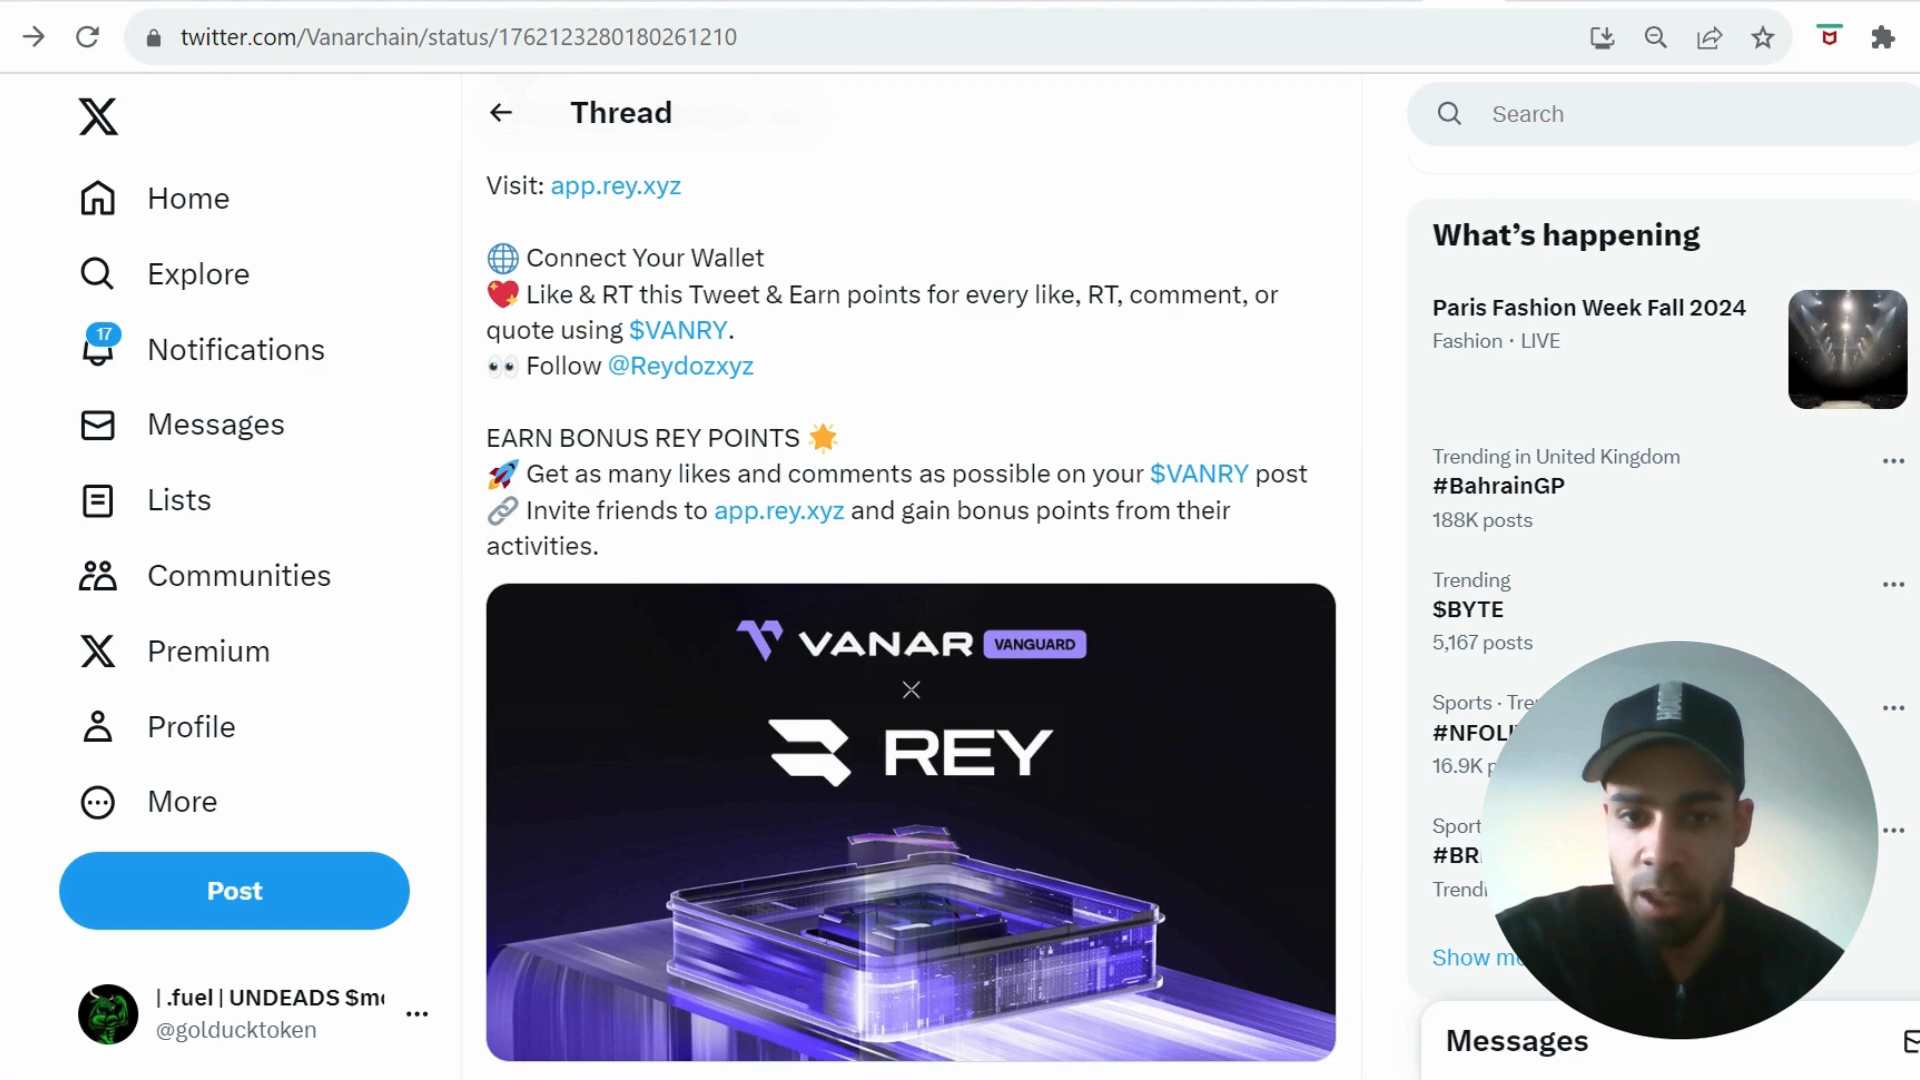 twitter.com/Vanarchain/status/1762123280180261210
Home
Explore
17
Notifications
Messages
Lists
Communities
Premium
Profile
More
Post
| .fuel | UNDEADS
@golducktoken
Thread
Visit: app.rey.xyz
Connect Your Wallet
Like & RT this Tweet & Earn points for every like, RT, comment, or
quote using $VANRY.
Follow @Reydozxyz
EARN BONUS REY POINTS
Get as many likes and comments as possible on your $VANRY post
Invite friends to app.rey.xyz and gain bonus points from their
activities.
VANAR VANGUARD
REY
Search
What’s happening
Paris Fashion Week Fall 2024
Fashion · LIVE
Trending in United Kingdom
#BahrainGP
188K posts
Trending
$BYTE
5,167 posts
Sports ·
16.9K
Show
Messages